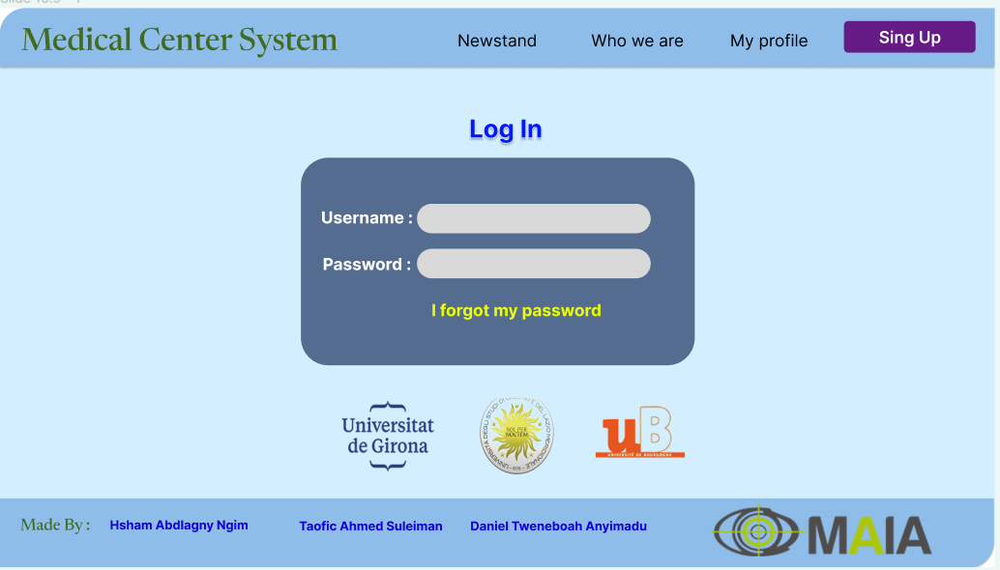 Medical Center System
Newstand
Who we are
My profile
Sing Up
Log In
Username :
Password :
I forgot my password
Universitat
de Girona
SOL PER
NOCTEM
uB
UNIVERSITÉ DE BOURGOGNE
Made By :
Hsham Abdlagny Ngim
Taofic Ahmed Suleiman
Daniel Tweneboah Anyimadu
MAIA